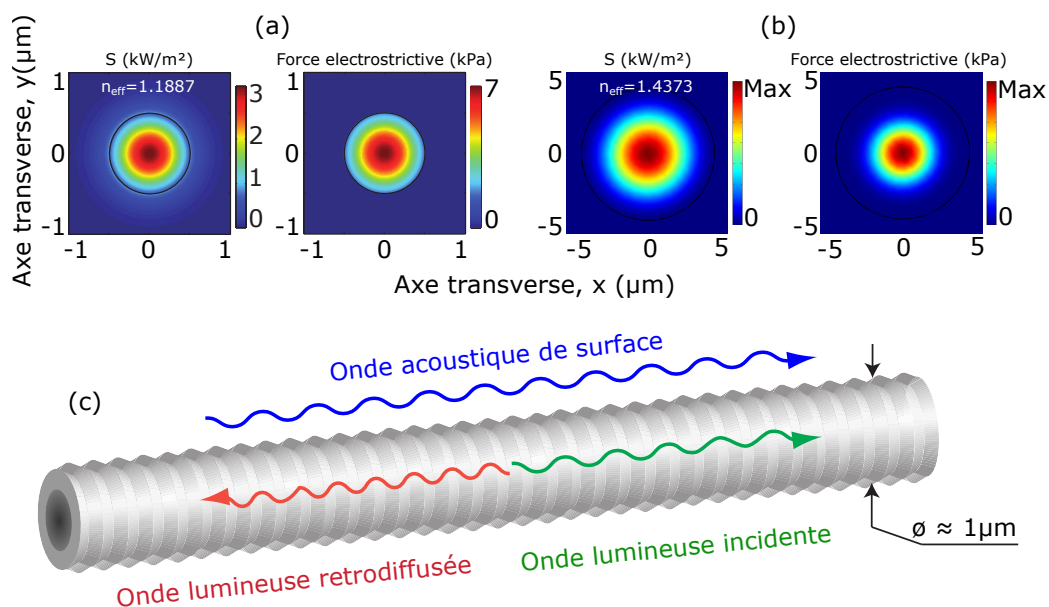 (a)
(b)
S (kW/m²)
Force electrostrictive (kPa)
S (kW/m²)
Force electrostrictive (kPa)
Axe transverse, y(µm)
1
0
-1
n_eff=1.1887
3
2
1
0
-1 0 1
1
0
-1
7
0
-1 0 1
5
0
-5
n_eff=1.4373
Max
0
-5 0 5
5
0
-5
Max
0
-5 0 5
Axe transverse, x (µm)
(c)
Onde acoustique de surface
Onde lumineuse retrodiffusée
Onde lumineuse incidente
ø ≈ 1µm